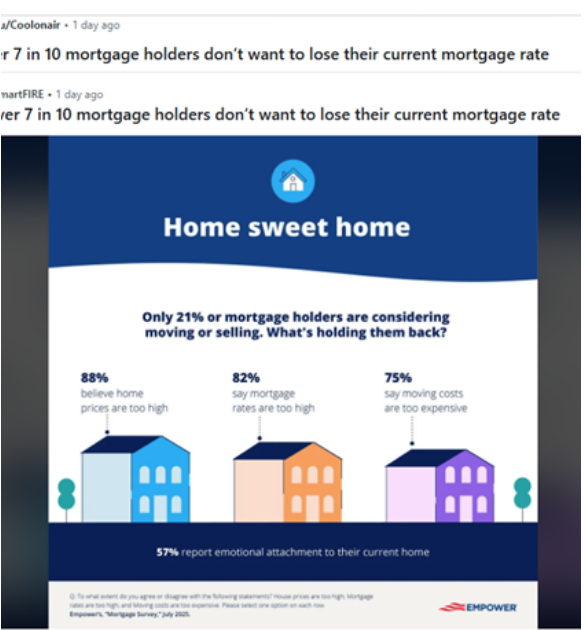 u/Coolonair • 1 day ago
r 7 in 10 mortgage holders don't want to lose their current mortgage rate
martFIRE • 1 day ago
ver 7 in 10 mortgage holders don't want to lose their current mortgage rate
Home sweet home
Only 21% or mortgage holders are considering
moving or selling. What's holding them back?
88%
believe home
prices are too high
82%
say mortgage
rates are too high
75%
say moving costs
are too expensive
57% report emotional attachment to their current home
Q: To what extent do you agree or disagree with the following statements? House prices are too high, Mortgage
rates are too high, and Moving costs are too expensive. Please select one option on each row.
Empower's, "Mortgage Survey," July 2025.
EMPOWER